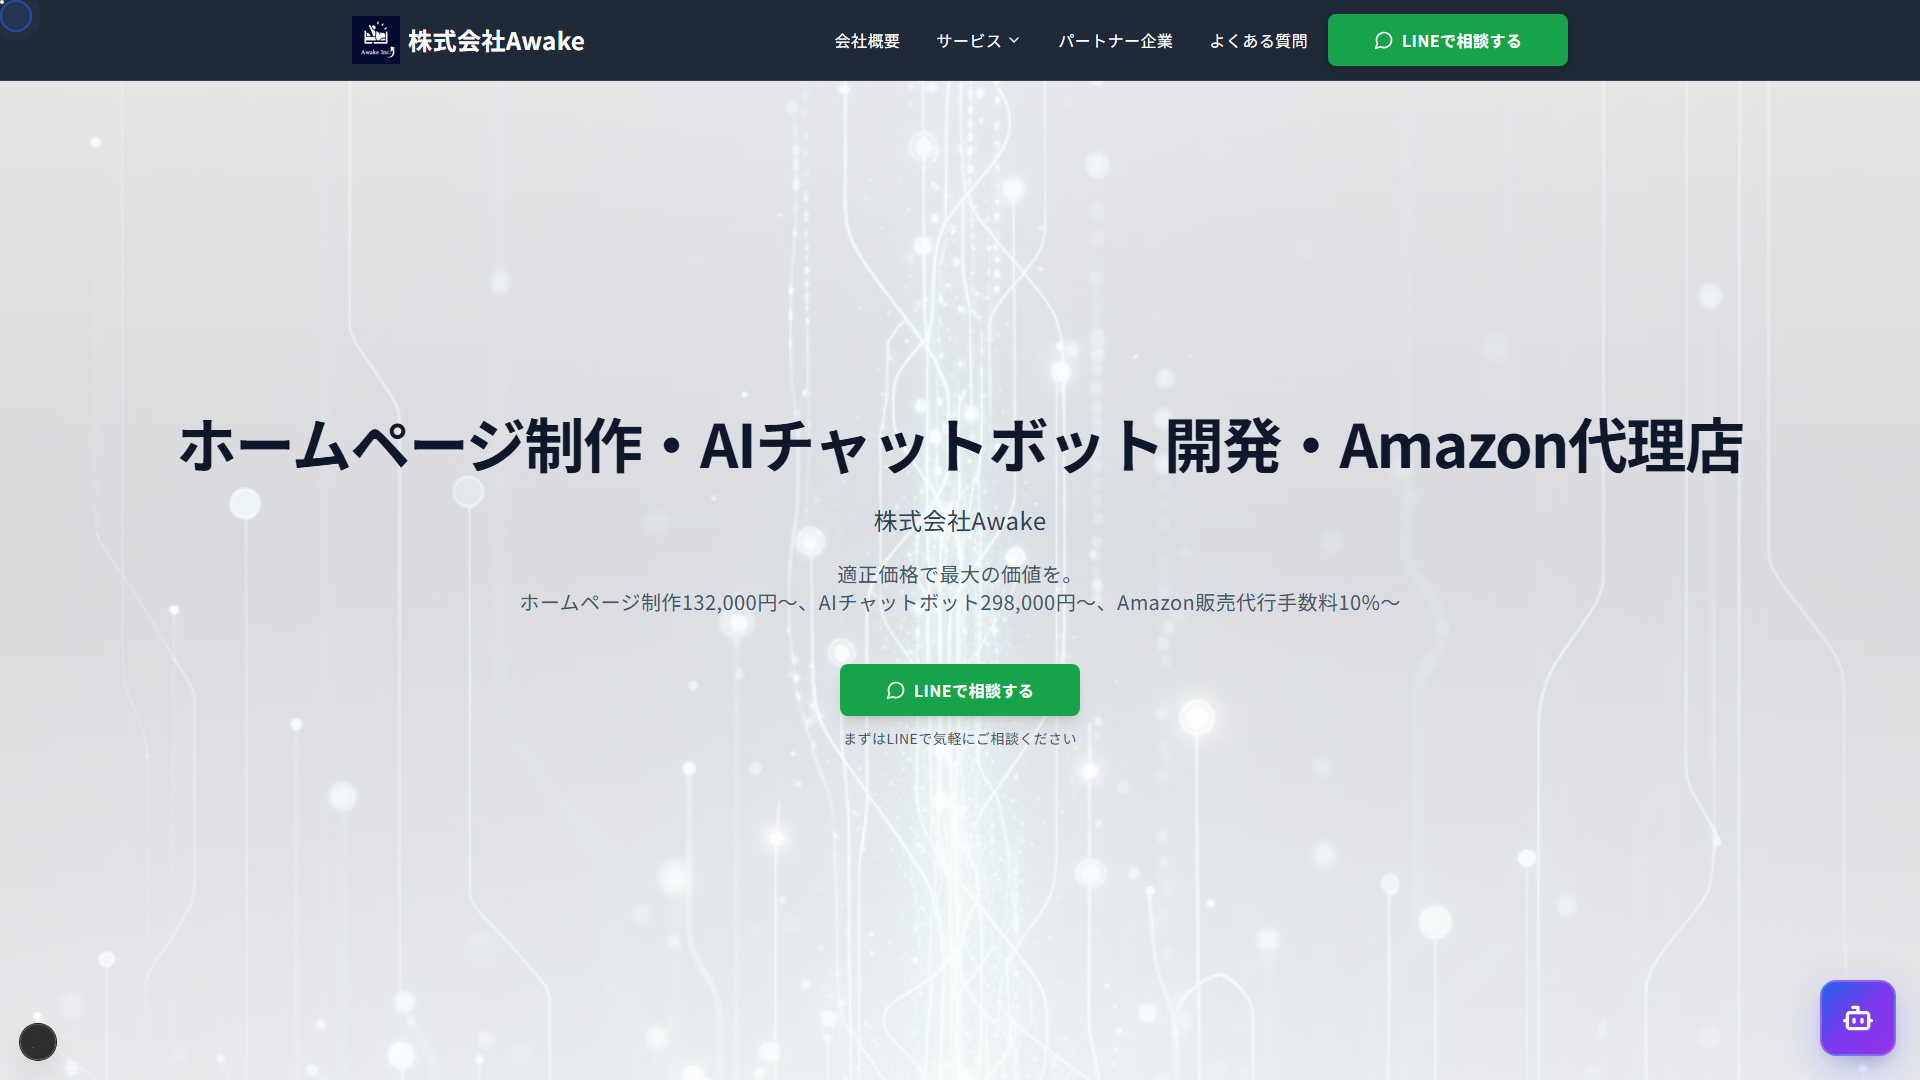 Awake Inc.
株式会社Awake
会社概要
サービス
パートナー企業
よくある質問
LINEで相談する
ホームページ制作・AIチャットボット開発・Amazon代理店
株式会社Awake
適正価格で最大の価値を。
ホームページ制作132,000円〜、AIチャットボット298,000円〜、Amazon販売代行手数料10%〜
LINEで相談する
まずはLINEで気軽にご相談ください